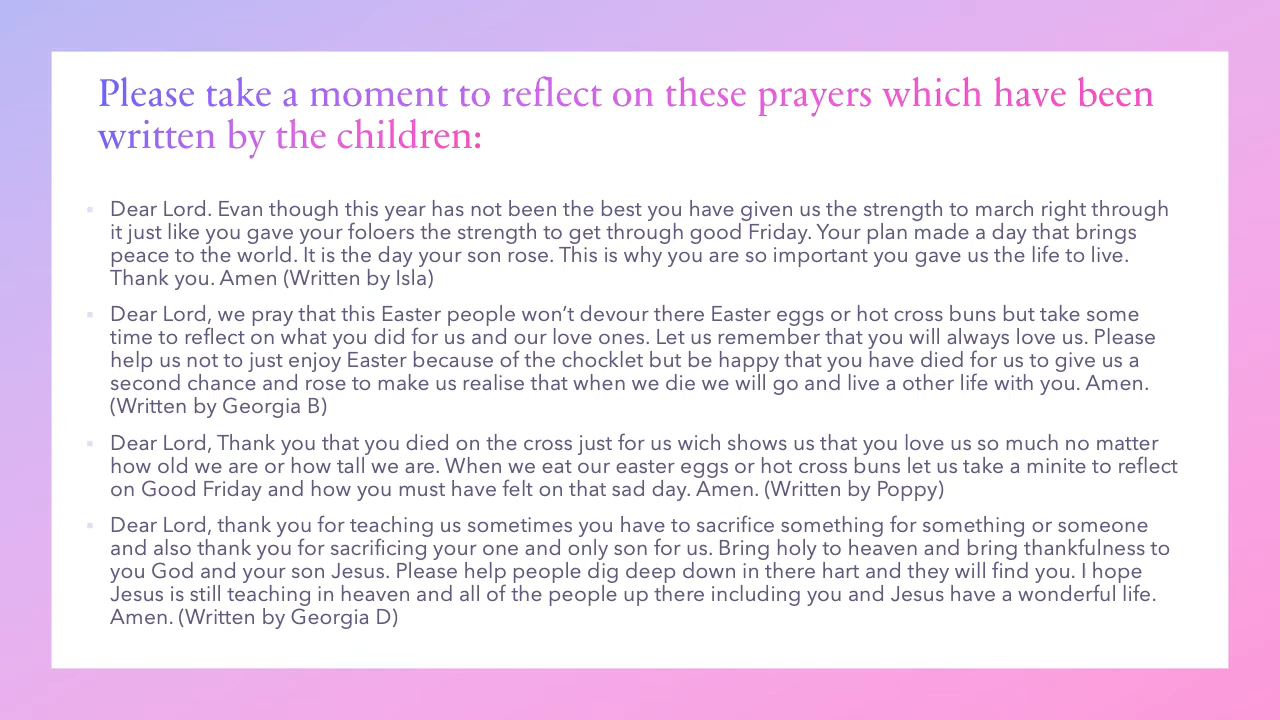 Please take a moment to reflect on these prayers which have been
written by the children:
Dear Lord. Evan though this year has not been the best you have given us the strength to march right through
it just like you gave your foloers the strength to get through good Friday. Your plan made a day that brings
peace to the world. It is the day your son rose. This is why you are so important you gave us the life to live.
Thank you. Amen (Written by Isla)
Dear Lord, we pray that this Easter people won’t devour there Easter eggs or hot cross buns but take some
time to reflect on what you did for us and our love ones. Let us remember that you will always love us. Please
help us not to just enjoy Easter because of the chocklet but be happy that you have died for us to give us a
second chance and rose to make us realise that when we die we will go and live a other life with you. Amen.
(Written by Georgia B)
Dear Lord, Thank you that you died on the cross just for us wich shows us that you love us so much no matter
how old we are or how tall we are. When we eat our easter eggs or hot cross buns let us take a minite to reflect
on Good Friday and how you must have felt on that sad day. Amen. (Written by Poppy)
Dear Lord, thank you for teaching us sometimes you have to sacrifice something for something or someone
and also thank you for sacrificing your one and only son for us. Bring holy to heaven and bring thankfulness to
you God and your son Jesus. Please help people dig deep down in there hart and they will find you. I hope
Jesus is still teaching in heaven and all of the people up there including you and Jesus have a wonderful life.
Amen. (Written by Georgia D)